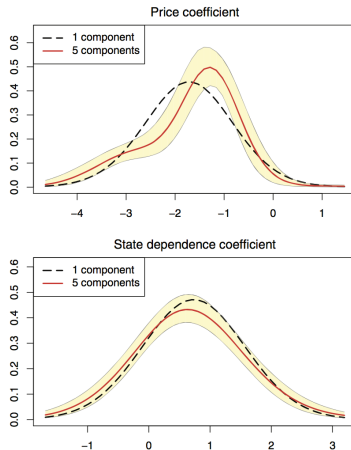 Price coefficient
0.6
0.5
0.4
0.3
0.2
0.1
0.0
1 component
5 components
−4 −3 −2 −1 0 1
State dependence coefficient
0.6
0.5
0.4
0.3
0.2
0.1
0.0
1 component
5 components
−1 0 1 2 3